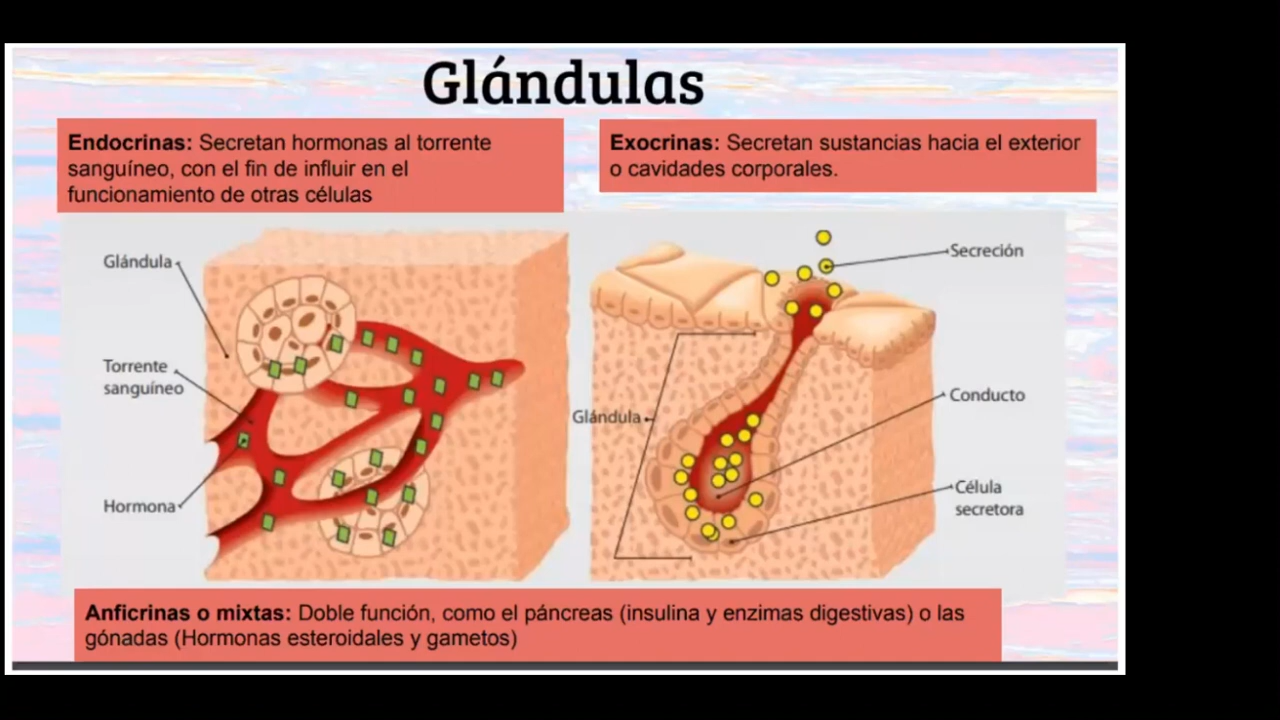 Glándulas
Endocrinas: Secretan hormonas al torrente
sanguíneo, con el fin de influir en el
funcionamiento de otras células
Exocrinas: Secretan sustancias hacia el exterior
o cavidades corporales.
Glándula
Torrente
sanguíneo
Hormona
Secreción
Glándula
Conducto
Célula
secretora
Anficrinas o mixtas: Doble función, como el páncreas (insulina y enzimas digestivas) o las
gónadas (Hormonas esteroidales y gametos)